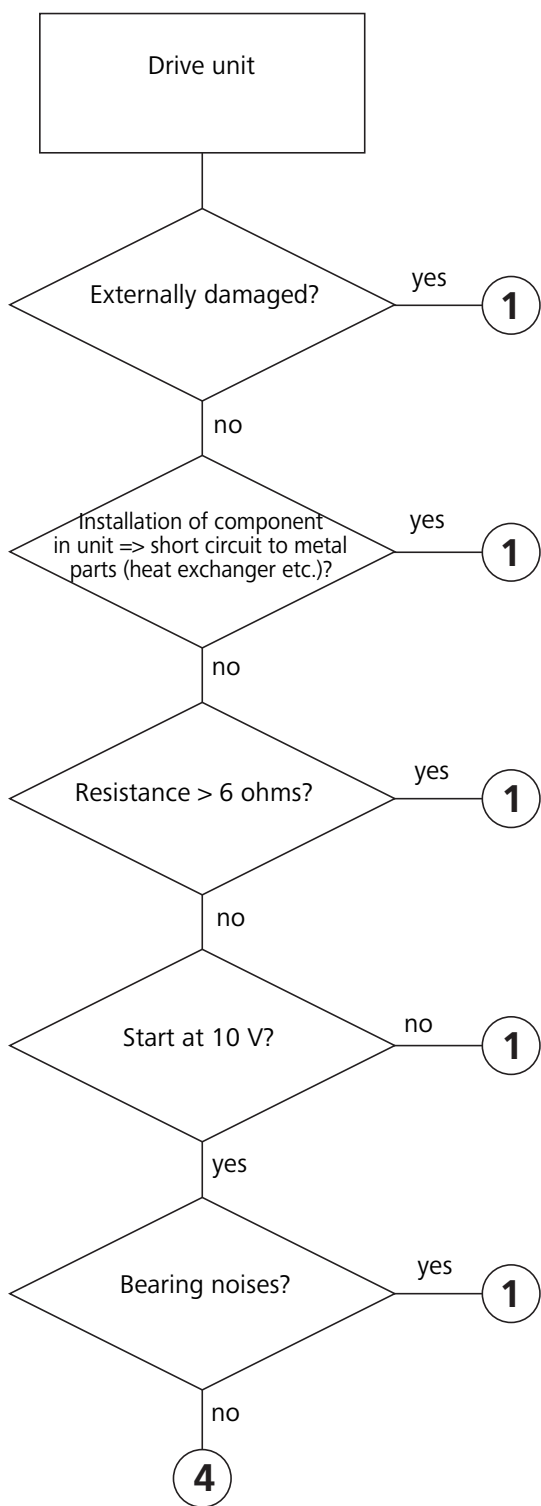 Drive unit
Externally damaged?
yes
1
no
Installation of component
in unit => short circuit to metal
parts (heat exchanger etc.)?
yes
1
no
Resistance > 6 ohms?
yes
1
no
Start at 10 V?
no
1
yes
Bearing noises?
yes
1
no
4